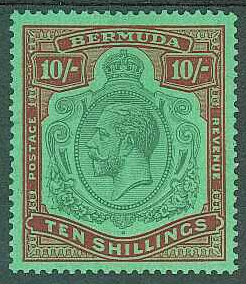 BERMUDA
10/- 10/-
POSTAGE
REVENUE
TEN SHILLINGS